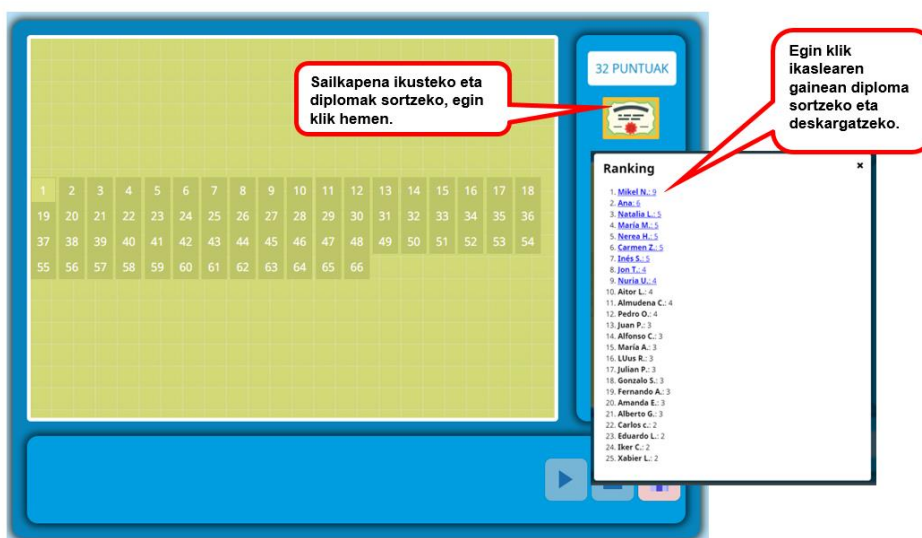 32 PUNTUAK
Sailkapena ikusteko eta
diplomak sortzeko, egin
klik hemen.
Egin klik
ikaslearen
gainean diploma
sortzeko eta
deskargatzeko.
1 2 3 4 5 6 7 8 9 10 11 12 13 14 15 16 17 18
19 20 21 22 23 24 25 26 27 28 29 30 31 32 33 34 35 36
37 38 39 40 41 42 43 44 45 46 47 48 49 50 51 52 53 54
55 56 57 58 59 60 61 62 63 64 65 66
Ranking ×
1. Mikel N.: 9
2. Ana: 6
3. Natalia L.: 5
4. María M.: 5
5. Nerea H.: 5
6. Carmen Z.: 5
7. Inés S.: 5
8. Jon T.: 4
9. Nuria U.: 4
10. Aitor L.: 4
11. Almudena C.: 4
12. Pedro O.: 4
13. Juan P.: 3
14. Alfonso C.: 3
15. María A.: 3
16. LUus R.: 3
17. Julian P.: 3
18. Gonzalo S.: 3
19. Fernando A.: 3
20. Amanda E.: 3
21. Alberto G.: 3
22. Carlos c.: 2
23. Eduardo L.: 2
24. Iker C.: 2
25. Xabier L.: 2